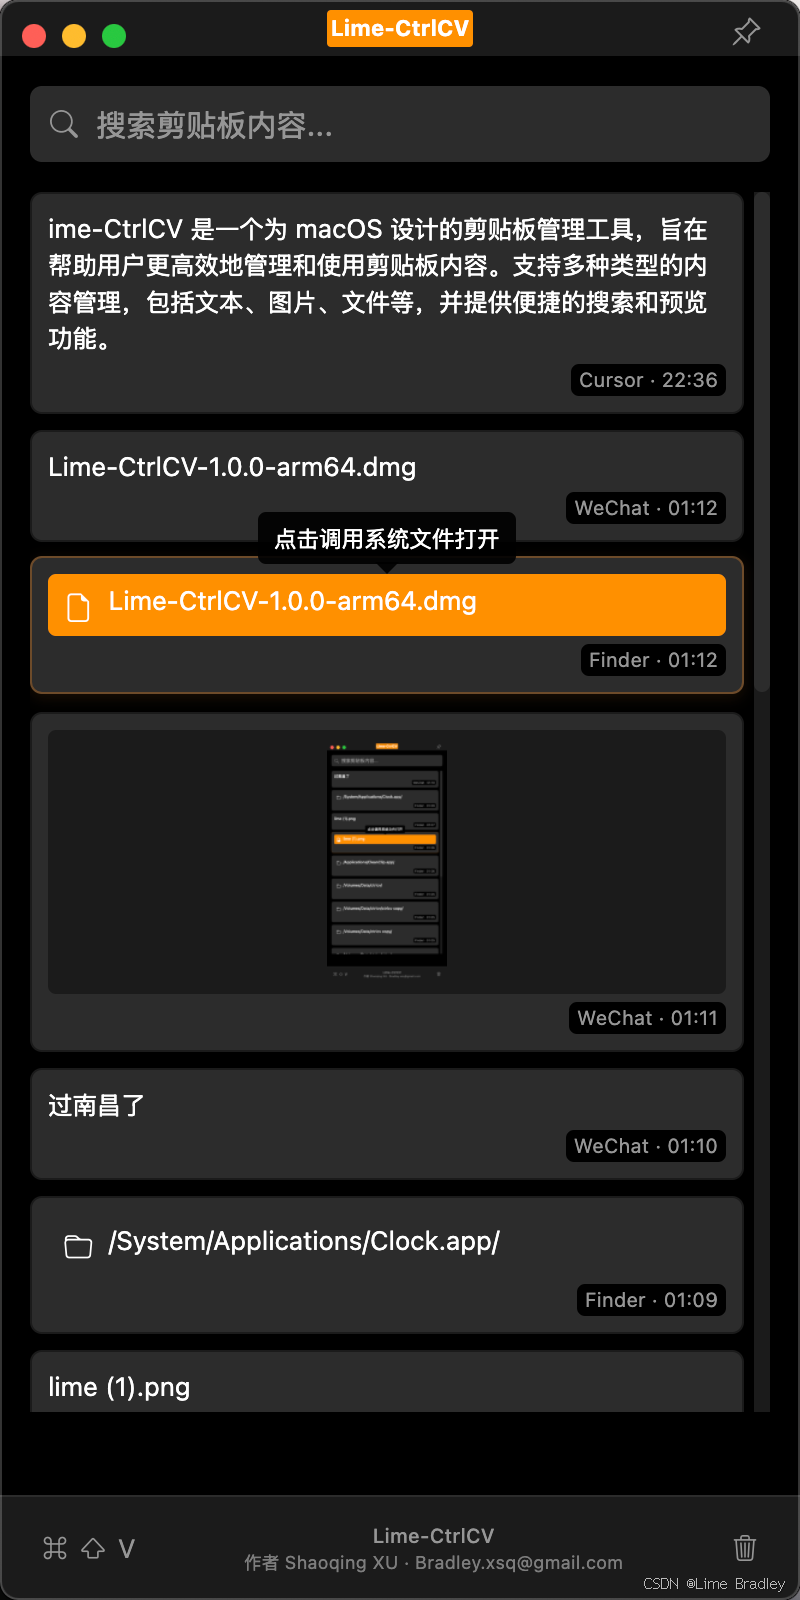 Lime-CtrlCV
搜索剪贴板内容...
ime-CtrlCV 是一个为 macOS 设计的剪贴板管理工具，旨在
帮助用户更高效地管理和使用剪贴板内容。支持多种类型的内
容管理，包括文本、图片、文件等，并提供便捷的搜索和预览
功能。
Cursor · 22:36
Lime-CtrlCV-1.0.0-arm64.dmg
WeChat · 01:12
点击调用系统文件打开
Lime-CtrlCV-1.0.0-arm64.dmg
Finder · 01:12
WeChat · 01:11
过南昌了
WeChat · 01:10
/System/Applications/Clock.app/
Finder · 01:09
lime (1).png
⌘ ⇧ V
Lime-CtrlCV
作者 Shaoqing XU · Bradley.xsq@gmail.com
CSDN @Lime Bradley